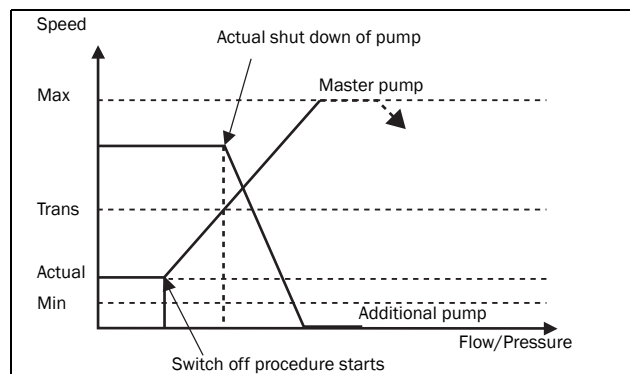 Speed
Actual shut down of pump
Master pump
Max
Trans
Actual
Min
Additional pump
Flow/Pressure
Switch off procedure starts